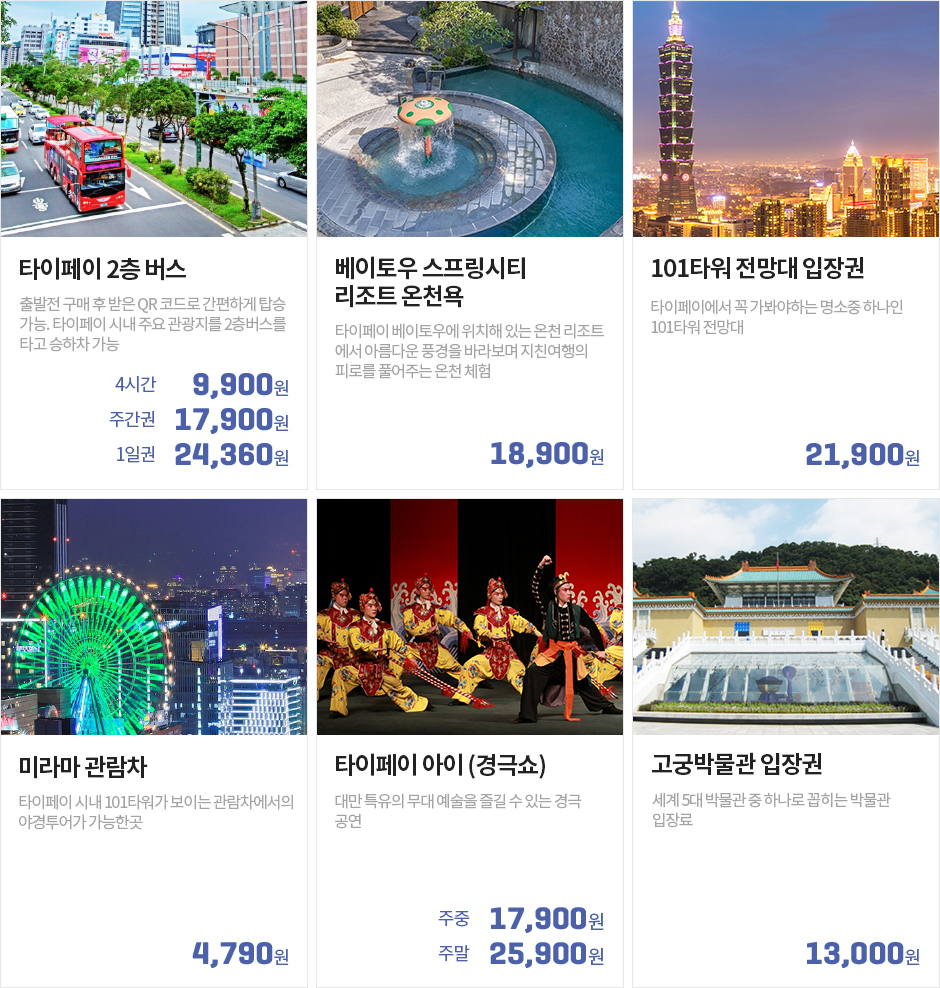 타이페이 2층 버스
출발전 구매 후 받은 QR 코드로 간편하게 탑승
가능. 타이페이 시내 주요 관광지를 2층버스를
타고 승하차 가능
4시간 9,900원
주간권 17,900원
1일권 24,360원
베이토우 스프링시티
리조트 온천욕
타이페이 베이토우에 위치해 있는 온천 리조트
에서 아름다운 풍경을 바라보며 지친여행의
피로를 풀어주는 온천 체험
18,900원
101타워 전망대 입장권
타이페이에서 꼭 가봐야하는 명소중 하나인
101타워 전망대
21,900원
미라마 관람차
타이페이 시내 101타워가 보이는 관람차에서의
야경투어가 가능한곳
4,790원
타이페이 아이 (경극쇼)
대만 특유의 무대 예술을 즐길 수 있는 경극
공연
주중 17,900원
주말 25,900원
고궁박물관 입장권
세계 5대 박물관 중 하나로 꼽히는 박물관
입장료
13,000원